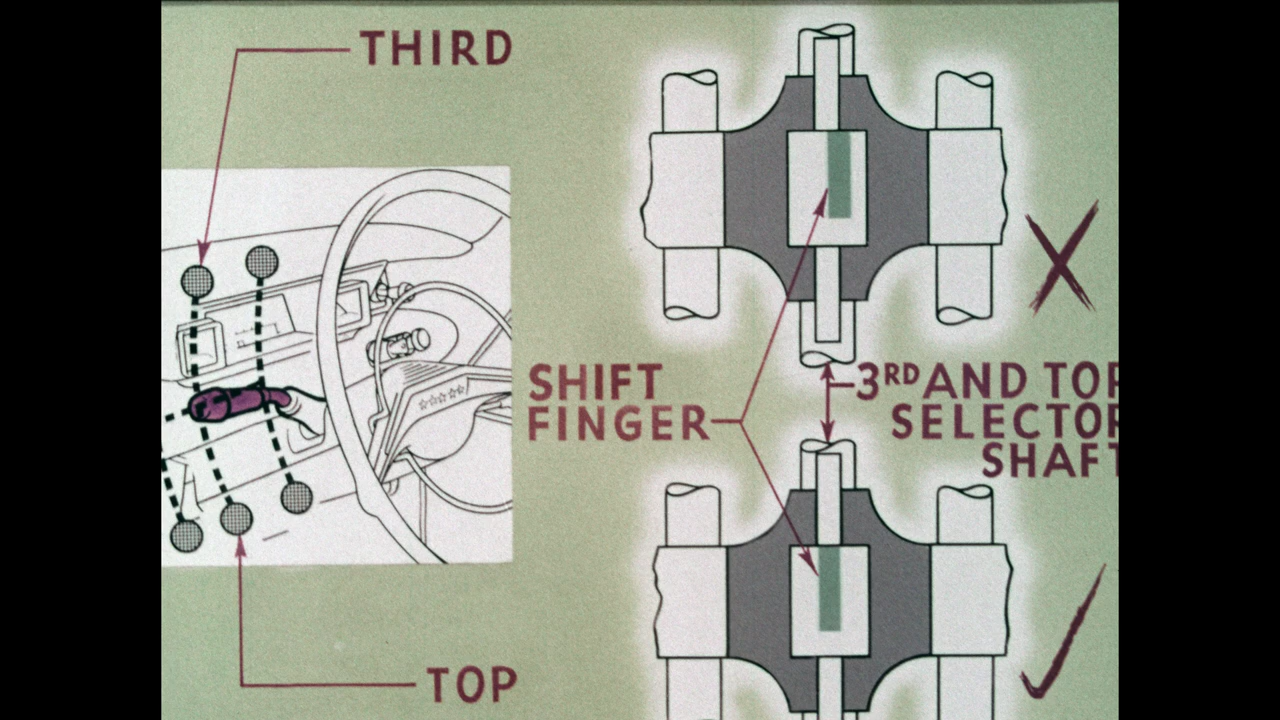 THIRD
SHIFT
FINGER
3RD AND TOP
SELECTOR
SHAFT
TOP